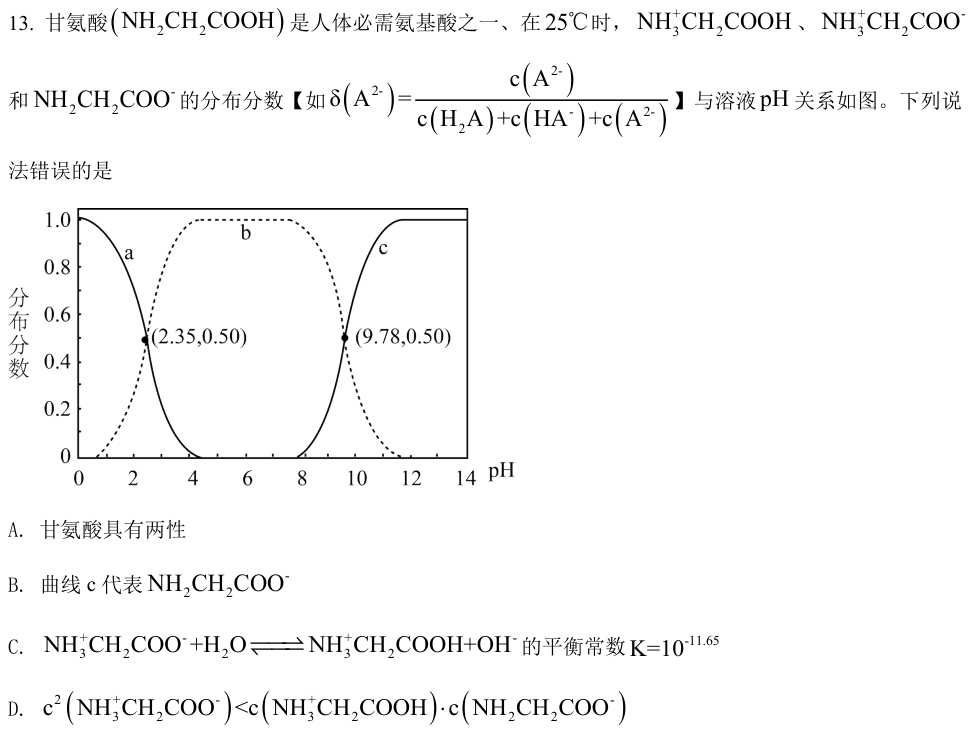 13. 甘氨酸(NH₂CH₂COOH)是人体必需氨基酸之一、在25℃时，NH₃⁺CH₂COOH、NH₃⁺CH₂COO⁻
和NH₂CH₂COO⁻的分布分数【如δ(A²⁻)=c(A²⁻)/(c(H₂A)+c(HA⁻)+c(A²⁻))】与溶液pH关系如图。下列说
法错误的是
1.0
0.8
0.6
0.4
0.2
0
分布分数
a
b
c
(2.35,0.50)
(9.78,0.50)
0 2 4 6 8 10 12 14 pH
A. 甘氨酸具有两性
B. 曲线c代表NH₂CH₂COO⁻
C. NH₃⁺CH₂COO⁻+H₂O⇌NH₃⁺CH₂COOH+OH⁻的平衡常数K=10⁻¹¹·⁶⁵
D. c²(NH₃⁺CH₂COO⁻)<c(NH₃⁺CH₂COOH)·c(NH₂CH₂COO⁻)